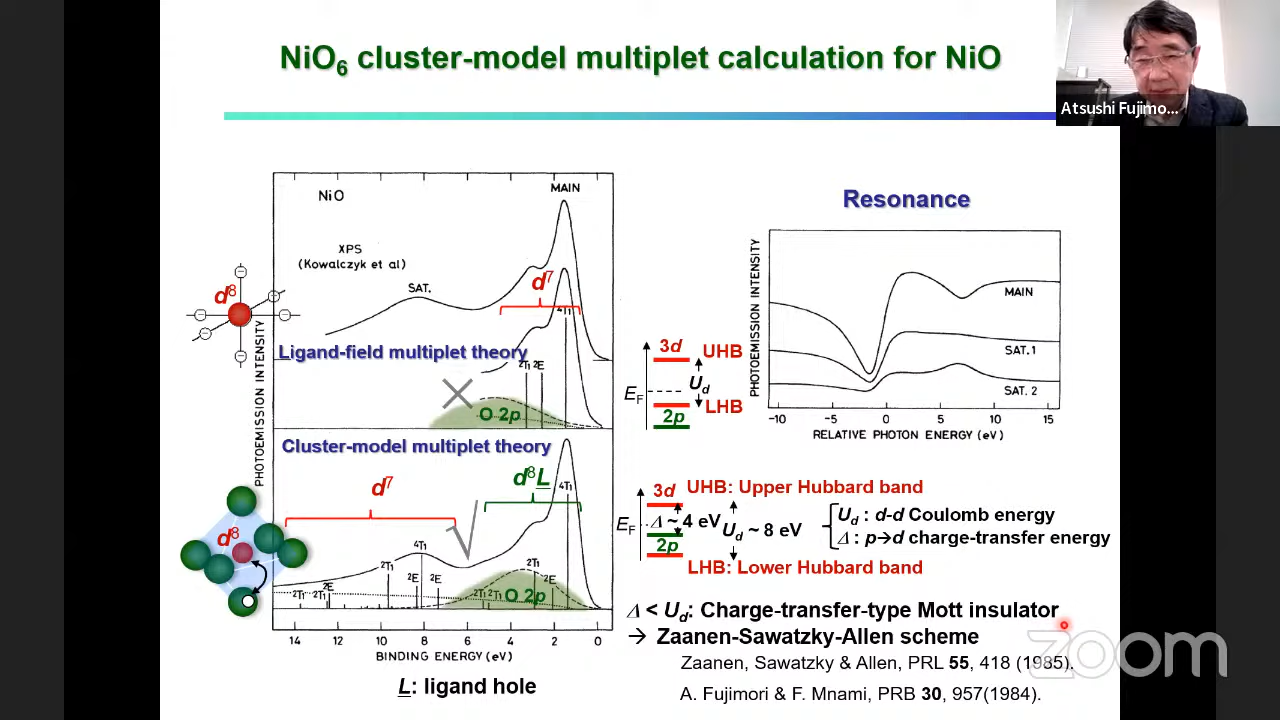 NiO6 cluster-model multiplet calculation for NiO
Atsushi Fujimo...
NiO
MAIN
XPS
(Kowalczyk et al)
SAT.
d7
d8
4T1
Ligand-field multiplet theory
2T1 2E
O 2p
PHOTOEMISSION INTENSITY
Cluster-model multiplet theory
d7
d8L
4T1
d8
4T1
2T1
2T1
2E
2E
2E
2E
2T1 2T1
2T1 2T1
O 2p
14 12 10 8 6 4 2 0
BINDING ENERGY (eV)
L: ligand hole
3d
UHB
Ud
EF
LHB
2p
Resonance
PHOTOEMISSION INTENSITY
MAIN
SAT.1
SAT. 2
-10 -5 0 5 10 15
RELATIVE PHOTON ENERGY (eV)
3d
UHB: Upper Hubbard band
EF
Δ ~ 4 eV
Ud ~ 8 eV
2p
Ud : d-d Coulomb energy
Δ : p→d charge-transfer energy
LHB: Lower Hubbard band
Δ < Ud: Charge-transfer-type Mott insulator
→ Zaanen-Sawatzky-Allen scheme
Zaanen, Sawatzky & Allen, PRL 55, 418 (1985).
A. Fujimori & F. Mnami, PRB 30, 957(1984).
zoom